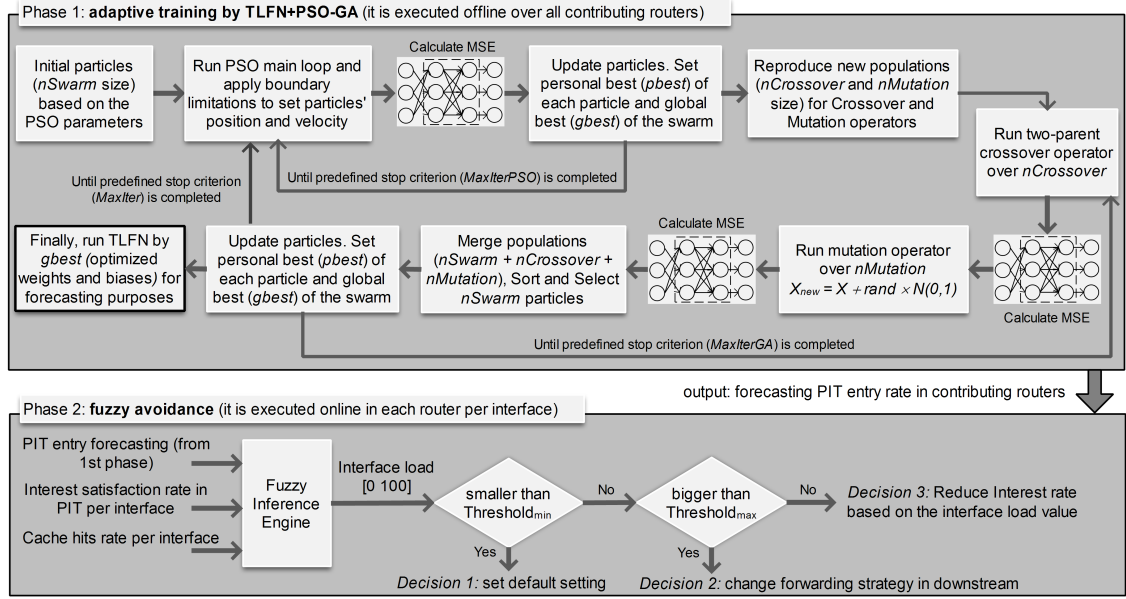 Phase 1: adaptive training by TLFN+PSO-GA (it is executed offline over all contributing routers)
Initial particles
(nSwarm size)
based on the
PSO parameters
Run PSO main loop and
apply boundary
limitations to set particles'
position and velocity
Calculate MSE
Update particles. Set
personal best (pbest) of
each particle and global
best (gbest) of the swarm
Reproduce new populations
(nCrossover and nMutation
size) for Crossover and
Mutation operators
Run two-parent
crossover operator
over nCrossover
Until predefined stop criterion
(MaxIter) is completed
Until predefined stop criterion (MaxIterPSO) is completed
Finally, run TLFN by
gbest (optimized
weights and biases) for
forecasting purposes
Update particles. Set
personal best (pbest) of
each particle and global
best (gbest) of the swarm
Merge populations
(nSwarm + nCrossover +
nMutation), Sort and Select
nSwarm particles
Calculate MSE
Run mutation operator
over nMutation
Xnew = X + rand × N(0,1)
Calculate MSE
Until predefined stop criterion (MaxIterGA) is completed
output: forecasting PIT entry rate in contributing routers
Phase 2: fuzzy avoidance (it is executed online in each router per interface)
PIT entry forecasting (from
1st phase)
Interest satisfaction rate in
PIT per interface
Cache hits rate per interface
Fuzzy
Inference
Engine
Interface load
[0 100]
smaller than
Thresholdmin
No
bigger than
Thresholdmax
No
Decision 3: Reduce Interest rate
based on the interface load value
Yes
Decision 1: set default setting
Yes
Decision 2: change forwarding strategy in downstream